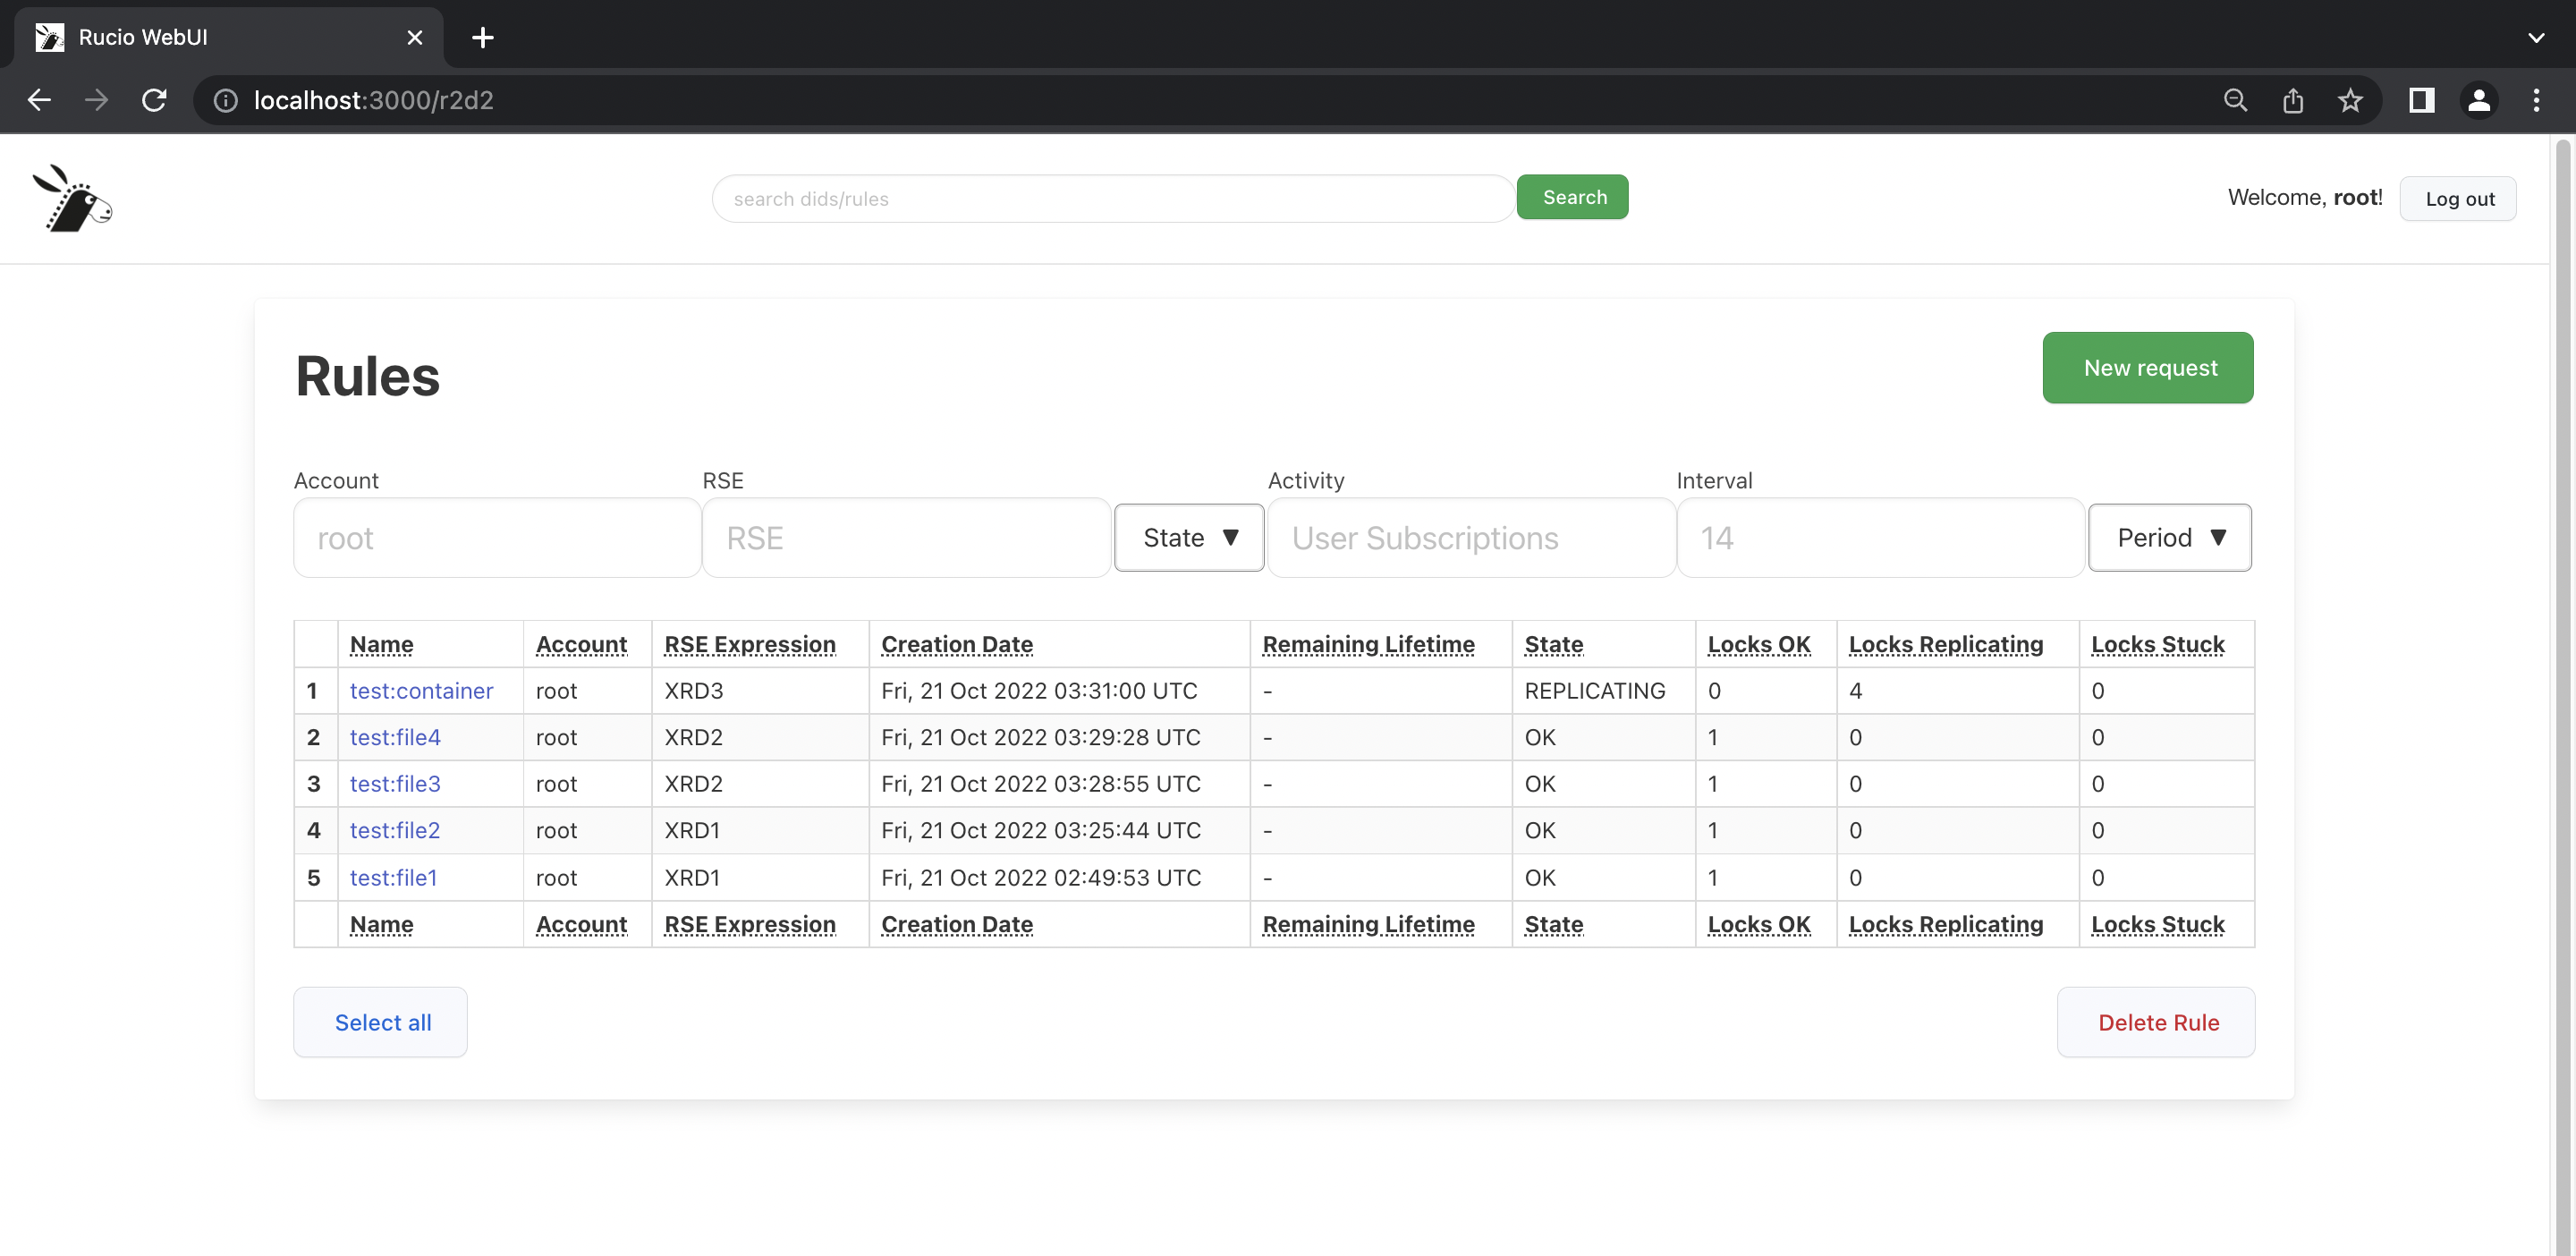 Rucio WebUI
localhost:3000/r2d2
search dids/rules Search Welcome, root! Log out
Rules New request
Account RSE Activity Interval
root RSE State ▼ User Subscriptions 14 Period ▼
Name Account RSE Expression Creation Date Remaining Lifetime State Locks OK Locks Replicating Locks Stuck
1 test:container root XRD3 Fri, 21 Oct 2022 03:31:00 UTC - REPLICATING 0 4 0
2 test:file4 root XRD2 Fri, 21 Oct 2022 03:29:28 UTC - OK 1 0 0
3 test:file3 root XRD2 Fri, 21 Oct 2022 03:28:55 UTC - OK 1 0 0
4 test:file2 root XRD1 Fri, 21 Oct 2022 03:25:44 UTC - OK 1 0 0
5 test:file1 root XRD1 Fri, 21 Oct 2022 02:49:53 UTC - OK 1 0 0
Name Account RSE Expression Creation Date Remaining Lifetime State Locks OK Locks Replicating Locks Stuck
Select all Delete Rule